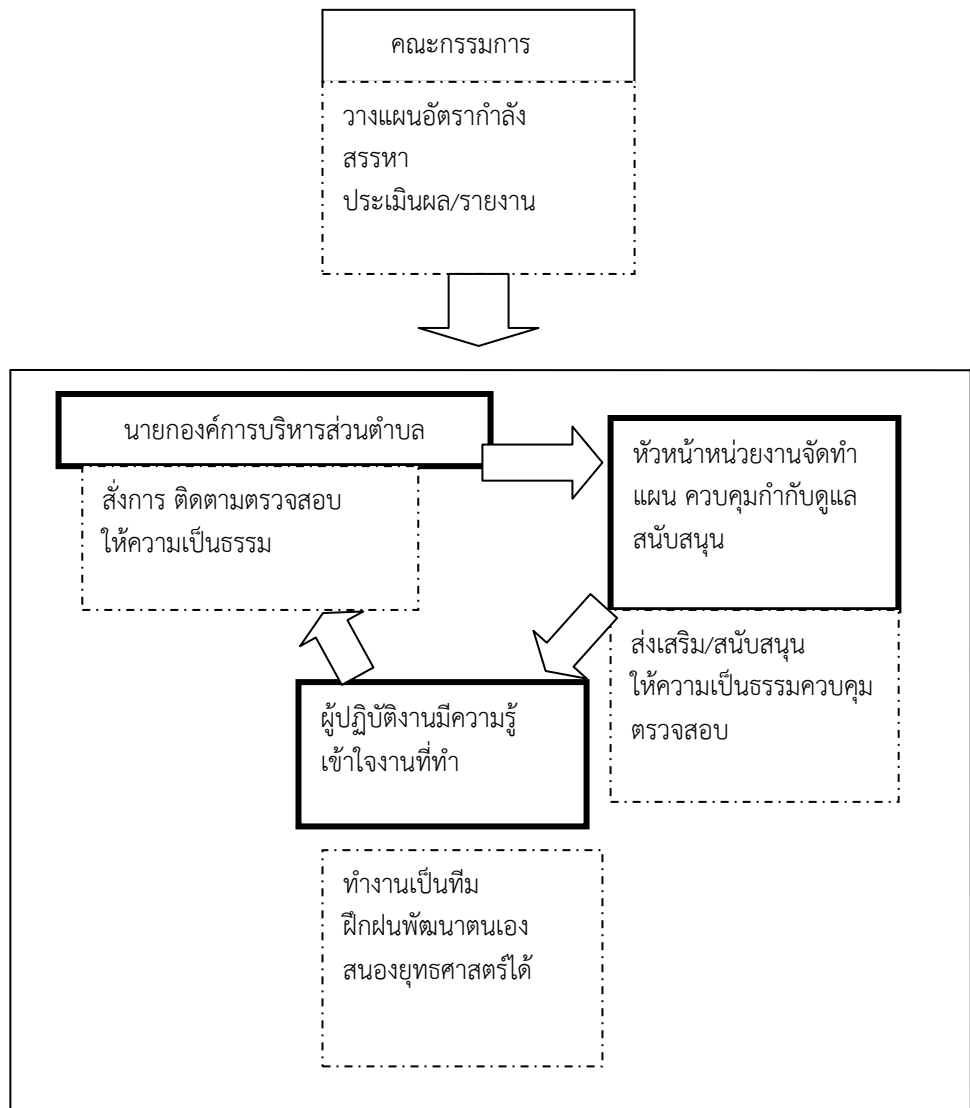 คณะกรรมการ
วางแผนอัตรากำลัง
สรรหา
ประเมินผล/รายงาน
นายกองค์การบริหารส่วนตำบล
สั่งการ ติดตามตรวจสอบ
ให้ความเป็นธรรม
หัวหน้าหน่วยงานจัดทำ
แผน ควบคุมกำกับดูแล
สนับสนุน
ส่งเสริม/สนับสนุน
ให้ความเป็นธรรมควบคุม
ตรวจสอบ
ผู้ปฏิบัติงานมีความรู้
เข้าใจงานที่ทำ
ทำงานเป็นทีม
ฝึกฝนพัฒนาตนเอง
สนองยุทธศาสตร์ได้